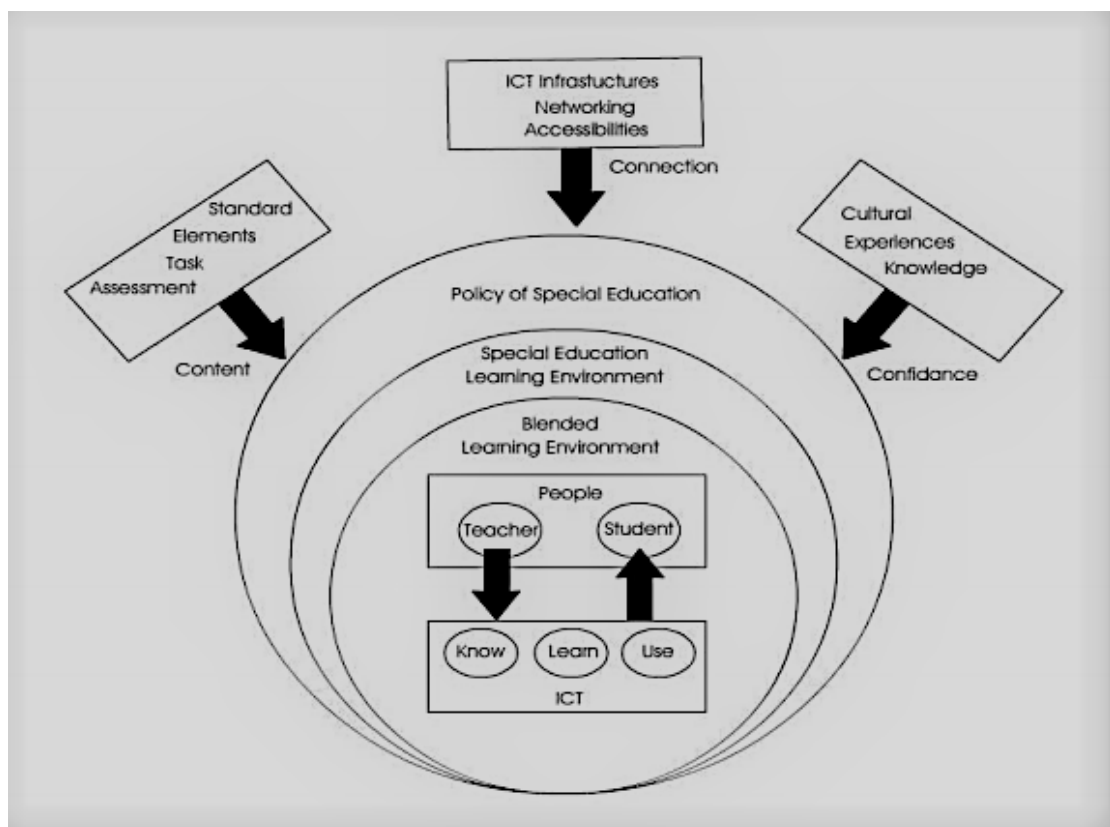 ICT Infrastuctures
Networking
Accessibilities
Connection
Standard
Elements
Task
Assessment
Content
Cultural
Experiences
Knowledge
Confidance
Policy of Special Education
Special Education
Learning Environment
Blended
Learning Environment
People
Teacher
Student
Know
Learn
Use
ICT